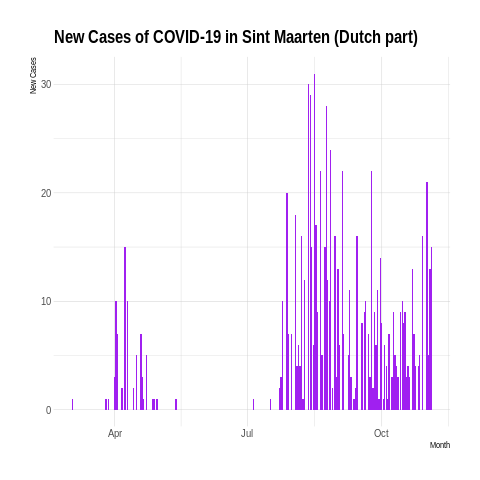 New Cases of COVID-19 in Sint Maarten (Dutch part)
New Cases
30
20
10
0
Apr
Jul
Oct
Month